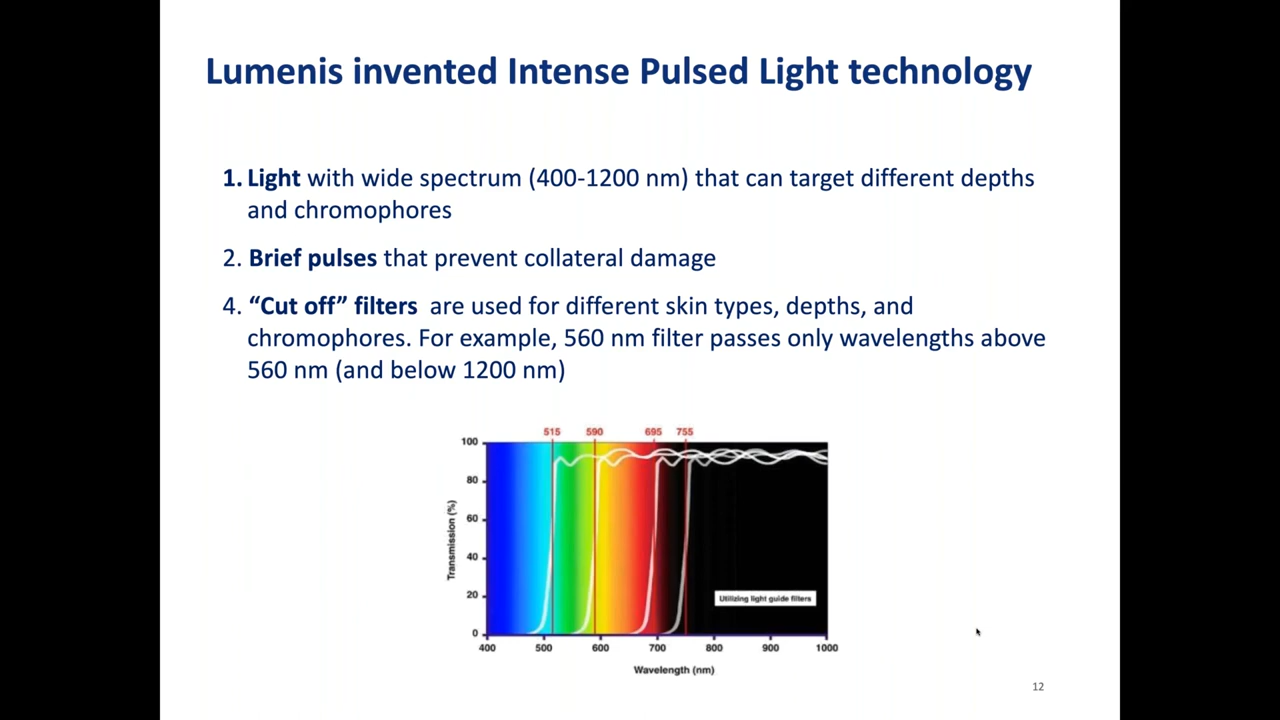 Lumenis invented Intense Pulsed Light technology
1. Light with wide spectrum (400-1200 nm) that can target different depths
and chromophores
2. Brief pulses that prevent collateral damage
4. “Cut off” filters are used for different skin types, depths, and
chromophores. For example, 560 nm filter passes only wavelengths above
560 nm (and below 1200 nm)
515 590 695 755
100
80
60
40
20
0
Transmission (%)
Utilizing light guide filters
400 500 600 700 800 900 1000
Wavelength (nm)
12